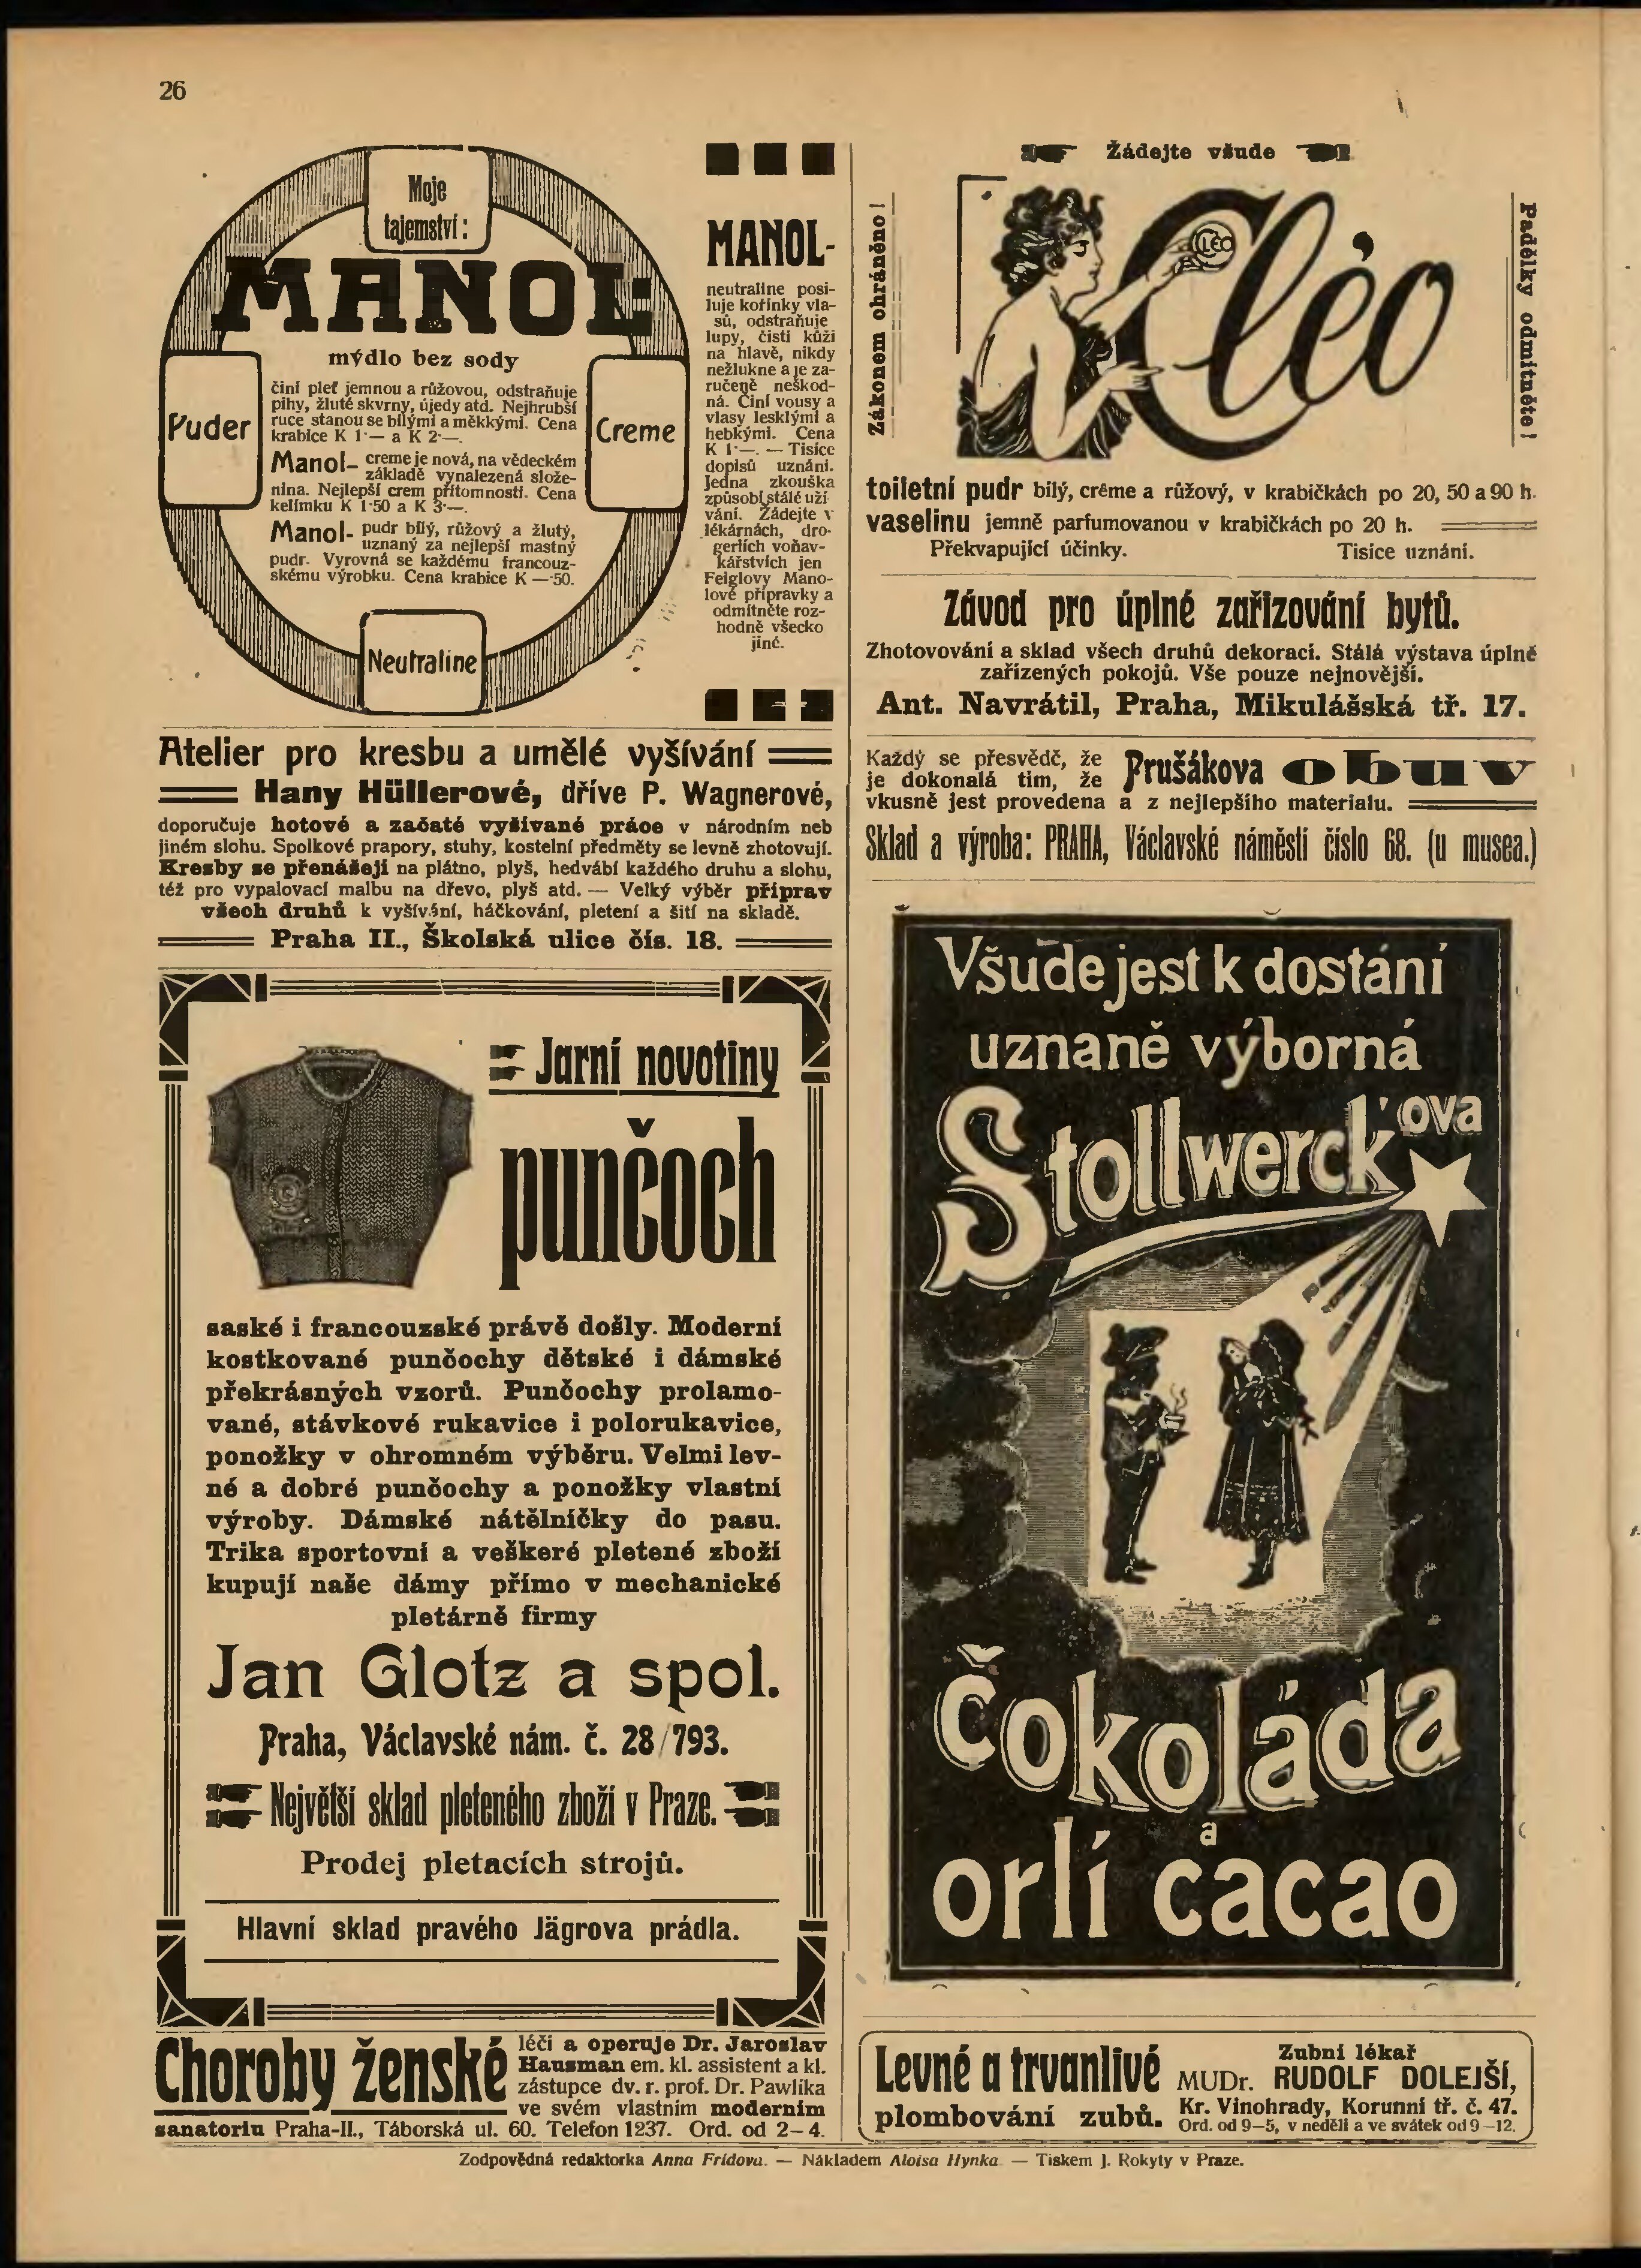 26
Moje
tajemství:
MANOL
mýdlo bez sody
činí pleť jemnou a růžovou, odstraňuje
pihy, žluté skvrny, újedy atd. Nejhrubší
ruce stanou se bílými a měkkými. Cena
krabice K 1·— a K 2·—.
Manol- creme je nová, na vědeckém
základě vynalezená slože-
nina. Nejlepší crem přítomnosti. Cena
kelímku K 1·50 a K 3·—.
Manol- pudr bílý, růžový a žlutý,
uznaný za nejlepší mastný
pudr. Vyrovná se každému francouz-
skému výrobku. Cena krabice K —·50.
Puder
Creme
Neutraline
MANOL-
neutraline posi-
luje kořínky vla-
sů, odstraňuje
lupy, čistí kůži
na hlavě, nikdy
nežlukne a je za-
ručeně neškod-
ná. Činí vousy a
vlasy lesklými a
hebkými. Cena
K 1·—. — Tisíce
dopisů uznání.
Jedna zkouška
způsobí stálé uží
vání. Žádejte v
lékárnách, dro-
geriích voňav-
kářstvích jen
Feiglovy Mano-
lové přípravky a
odmítněte roz-
hodně všecko
jiné.
Atelier pro kresbu a umělé vyšívání
Hany Hüllerové, dříve P. Wagnerové,
doporučuje hotové a začaté vyšívané práce v národním neb
jiném slohu. Spolkové prapory, stuhy, kostelní předměty se levně zhotovují.
Kresby se přenášejí na plátno, plyš, hedvábí každého druhu a slohu,
též pro vypalovací malbu na dřevo, plyš atd. — Velký výběr příprav
všech druhů k vyšívání, háčkování, pletení a šití na skladě.
Praha II., Školská ulice čís. 18.
Jarní novotiny
punčoch
saské i francouzské právě došly. Moderní
kostkované punčochy dětské i dámské
překrásných vzorů. Punčochy prolamo-
vané, stávkové rukavice i polorukavice,
ponožky v ohromném výběru. Velmi lev-
né a dobré punčochy a ponožky vlastní
výroby. Dámské nátělníčky do pasu.
Trika sportovní a veškeré pletené zboží
kupují naše dámy přímo v mechanické
pletárně firmy
Jan Glotz a spol.
Praha, Václavské nám. č. 28/793.
Největší sklad pleteného zboží v Praze.
Prodej pletacích strojů.
Hlavní sklad pravého Jägrova prádla.
Choroby ženské
léčí a operuje Dr. Jaroslav
Hausman em. kl. assistent a kl.
zástupce dv. r. prof. Dr. Pawlíka
ve svém vlastním moderním
sanatoriu Praha-II., Táborská ul. 60. Telefon 1237. Ord. od 2–4.
Žádejte všude
Zákonem chráněno!
CLEO
Cléo
Padělky odmítněte!
toiletní pudr bílý, crême a růžový, v krabičkách po 20, 50 a 90 h.
vaselinu jemně parfumovanou v krabičkách po 20 h.
Překvapující účinky. Tisíce uznání.
Závod pro úplné zařizování bytů.
Zhotovování a sklad všech druhů dekorací. Stálá výstava úplně
zařízených pokojů. Vše pouze nejnovější.
Ant. Navrátil, Praha, Mikulášská tř. 17.
Každý se přesvědč, že
je dokonalá tím, že
Prušákova obuv
vkusně jest provedena a z nejlepšího materialu.
Sklad a výroba: PRAHA, Václavské náměstí číslo 68. (u musea.)
Všude jest k dostání
uznaně výborná
Stollwerck'ova
čokoláda
a
orlí cacao
Levné a trvanlivé
plombování zubů.
Zubní lékař
MUDr. RUDOLF DOLEJŠÍ,
Kr. Vinohrady, Korunní tř. č. 47.
Ord. od 9–5, v neděli a ve svátek od 9–12.
Zodpovědná redaktorka Anna Frídova. — Nákladem Aloisa Hynka — Tiskem J. Rokyty v Praze.